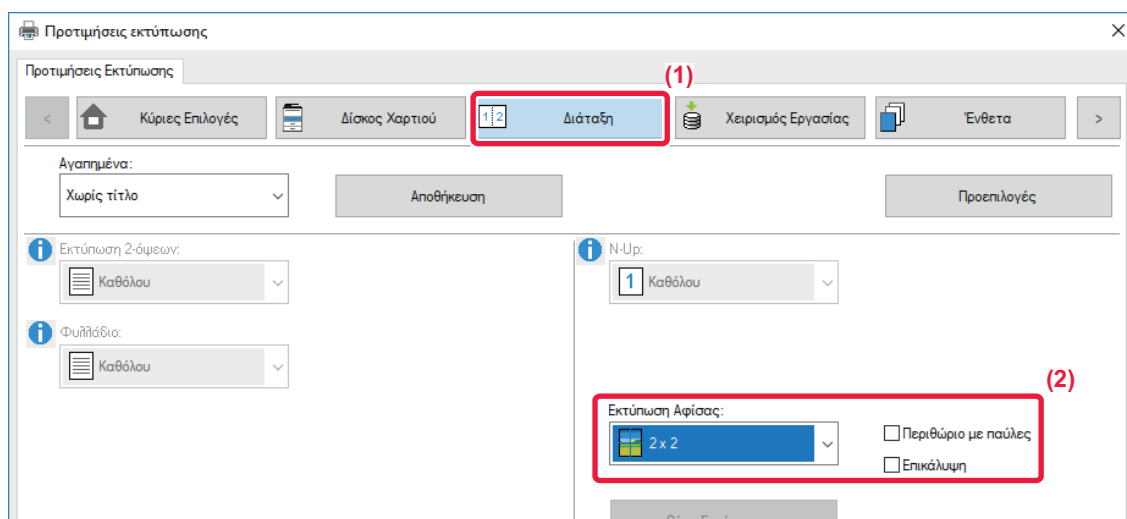 Προτιμήσεις εκτύπωσης
Προτιμήσεις Εκτύπωσης
(1)
< Κύριες Επιλογές Δίσκος Χαρτιού 1 2 Διάταξη Χειρισμός Εργασίας Ένθετα >
Αγαπημένα:
Χωρίς τίτλο Αποθήκευση Προεπιλογές
Εκτύπωση 2-όψεων: N-Up:
Καθόλου 1 Καθόλου
Φυλλάδιο:
Καθόλου
(2)
Εκτύπωση Αφίσας:
2 x 2 Περιθώριο με παύλες
Επικάλυψη